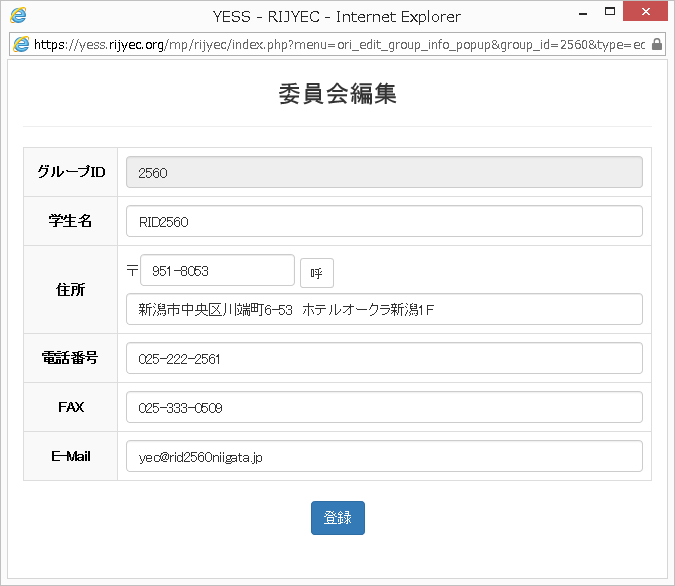 YESS - RIJYEC - Internet Explorer
https://yess.rijyec.org/mp/rijyec/index.php?menu=ori_edit_group_info_popup&group_id=2560&type=ec
委員会編集
グループID
2560
学生名
RID2560
住所
〒 951-8053 呼
新潟市中央区川端町6-53 ホテルオークラ新潟1F
電話番号
025-222-2561
FAX
025-333-0509
E-Mail
yec@rid2560niigata.jp
登録